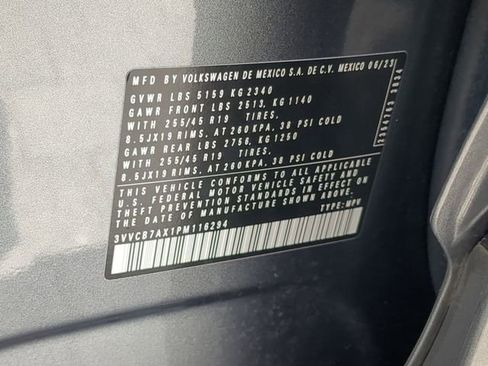 MFD BY VOLKSWAGEN DE MEXICO S.A. DE C.V. MEXICO 06/23
GVWR LBS 5159 KG 2340
GAWR FRONT LBS 2513, KG 1140
WITH 255/45 R19 TIRES.
8.5JX19 RIMS, AT 260 KPA, 38 PSI COLD
GAWR REAR LBS 2756, KG 1250
WITH 255/45 R19 TIRES.
8.5JX19 RIMS, AT 260 KPA, 38 PSI COLD
THIS VEHICLE CONFORMS TO ALL APPLICABLE
U.S. FEDERAL MOTOR VEHICLE SAFETY AND
THEFT PREVENTION STANDARDS IN EFFECT
ON THE DATE OF MANUFACTURE SHOWN ABOVE.
3VVCB7AX1PM116294 TYPE: MPV